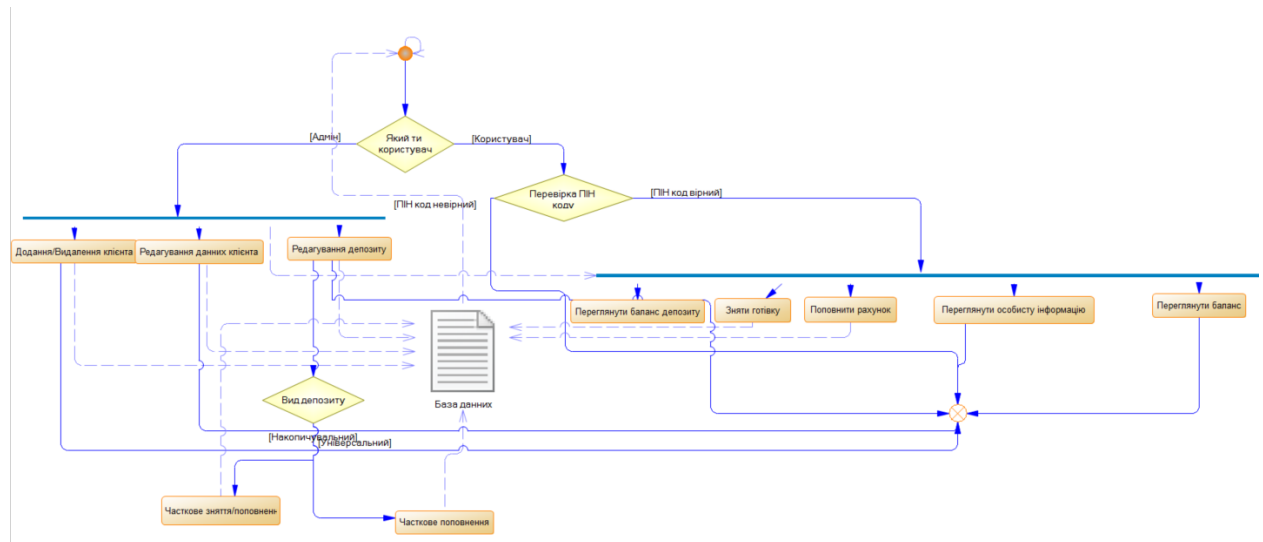 [Адмін]
Який ти
користувач
[Користувач]
Перевірка ПІН
коду
[ПІН код вірний]
[ПІН код невірний]
Додання/Видалення клієнта
Редагування данних клієнта
Редагування депозиту
Переглянути баланс депозиту
Зняти готівку
Поповнити рахунок
Переглянути особисту інформацію
Переглянути баланс
База данних
Вид депозиту
[Накопичувальний]
[Універсальний]
Часткове зняття/поповненн
Часткове поповнення